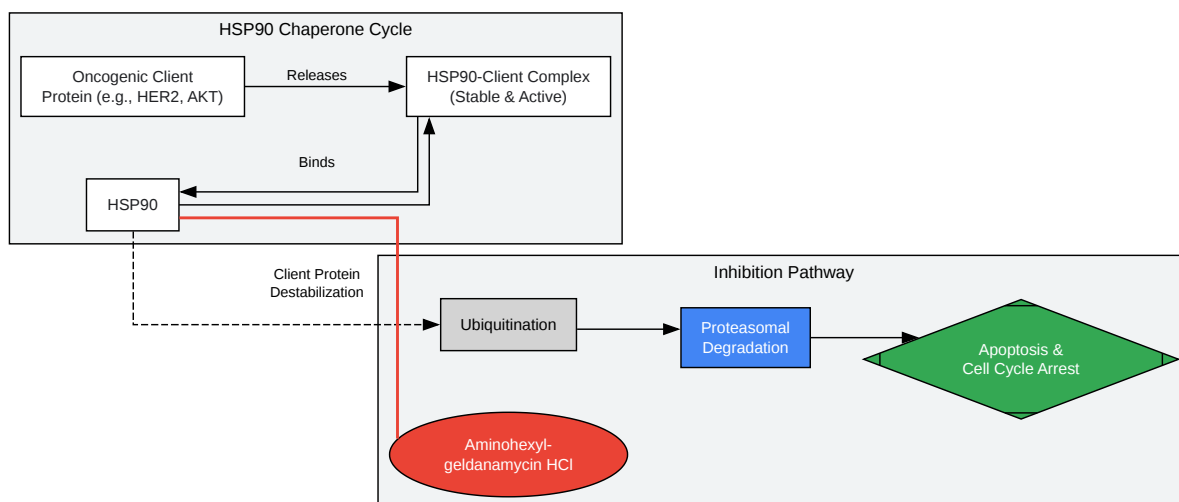 HSP90 Chaperone Cycle
Oncogenic Client
Protein (e.g., HER2, AKT)
Releases
HSP90-Client Complex
(Stable & Active)
Binds
HSP90
Client Protein
Destabilization
Inhibition Pathway
Ubiquitination
Proteasomal
Degradation
Apoptosis &
Cell Cycle Arrest
Aminohexyl-
geldanamycin HCl